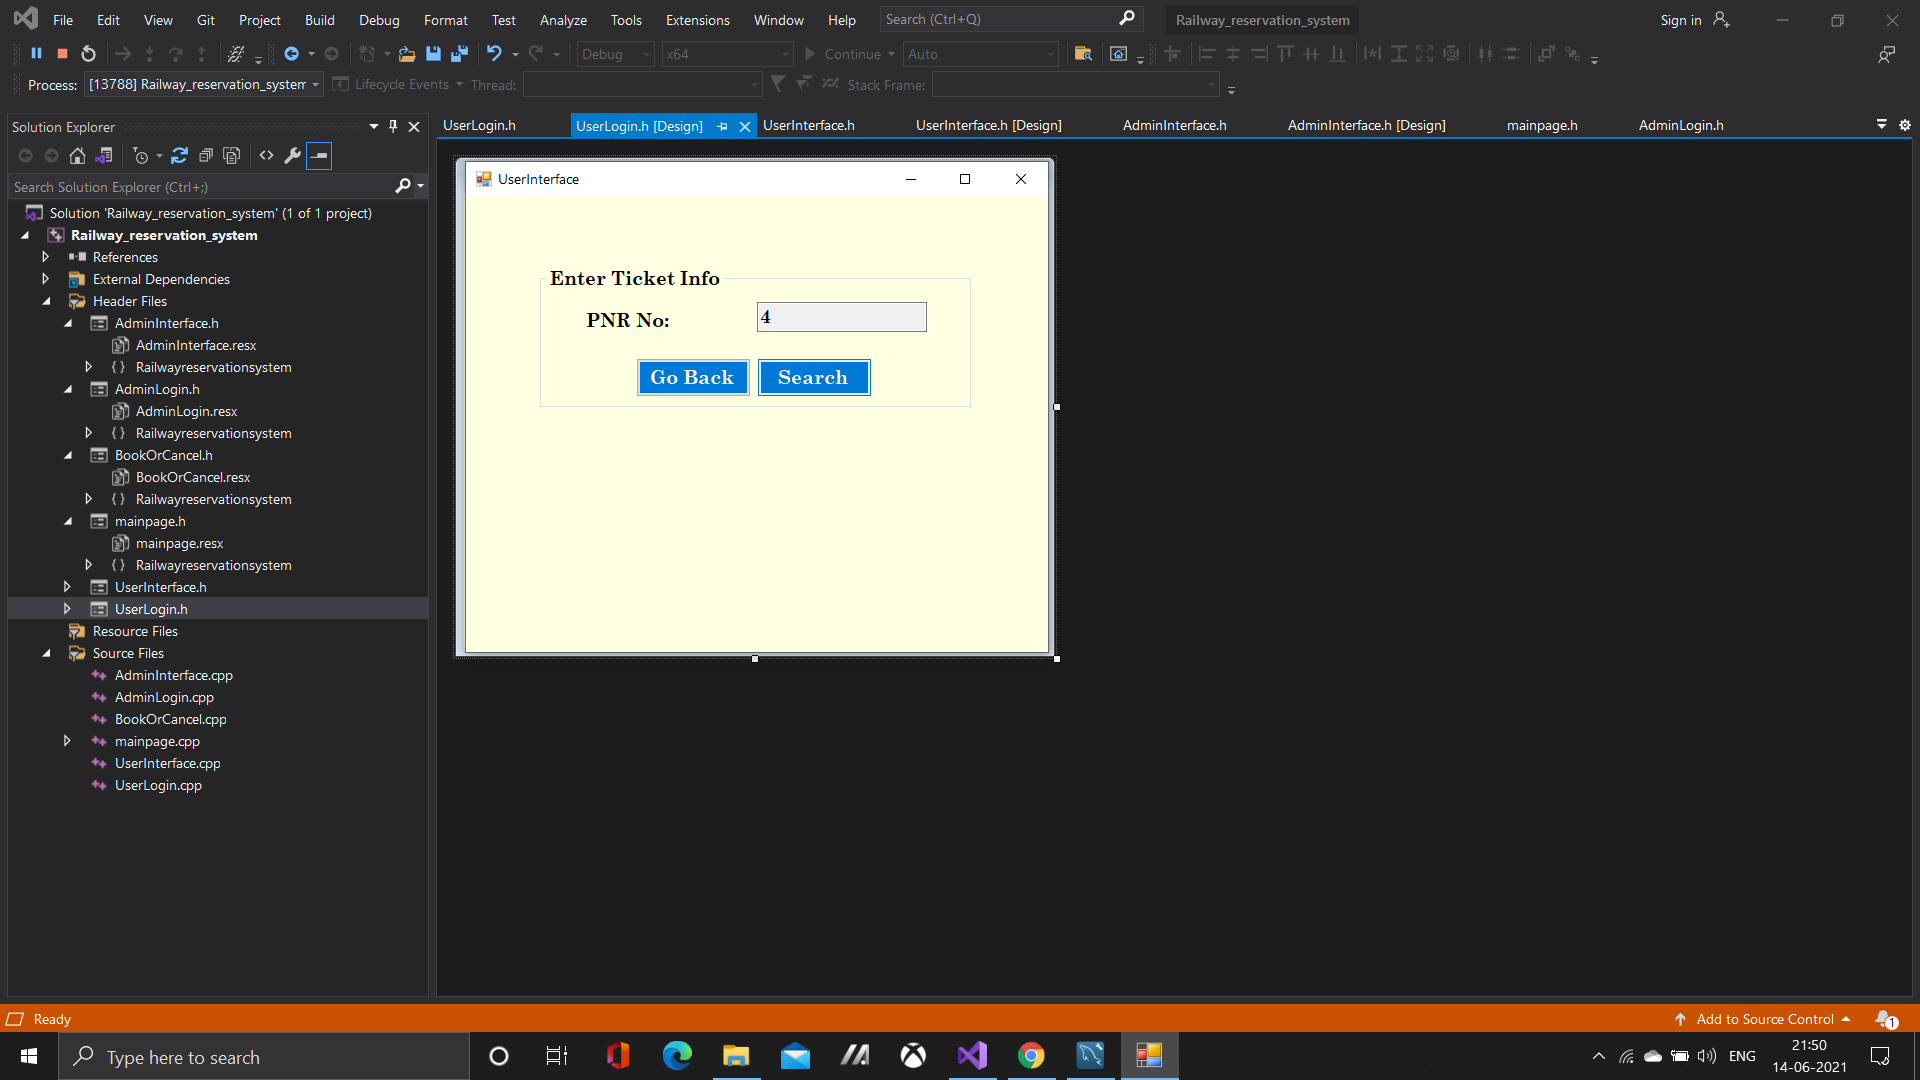 File Edit View Git Project Build Debug Format Test Analyze Tools Extensions Window Help Search (Ctrl+Q) Railway_reservation_system Sign in
Debug x64 Continue Auto
Process: [13788] Railway_reservation_system Lifecycle Events Thread: Stack Frame:
Solution Explorer
UserLogin.h UserLogin.h [Design] UserInterface.h UserInterface.h [Design] AdminInterface.h AdminInterface.h [Design] mainpage.h AdminLogin.h
Search Solution Explorer (Ctrl+;)
Solution 'Railway_reservation_system' (1 of 1 project)
Railway_reservation_system
References
External Dependencies
Header Files
AdminInterface.h
AdminInterface.resx
Railwayreservationsystem
AdminLogin.h
AdminLogin.resx
Railwayreservationsystem
BookOrCancel.h
BookOrCancel.resx
Railwayreservationsystem
mainpage.h
mainpage.resx
Railwayreservationsystem
UserInterface.h
UserLogin.h
Resource Files
Source Files
AdminInterface.cpp
AdminLogin.cpp
BookOrCancel.cpp
mainpage.cpp
UserInterface.cpp
UserLogin.cpp
UserInterface
Enter Ticket Info
PNR No: 4
Go Back Search
Ready Add to Source Control 1
Type here to search ENG 21:50
14-06-2021